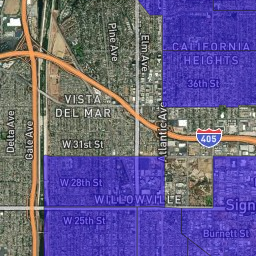 CALIFORNIA
HEIGHTS
36th St
Pine Ave
Elm Ave
VISTA
DEL MAR
Delta Ave
Gale Ave
Atlantic Ave
405
W 31st St
W 28th St
WILLOWVILLE
Sign
W 25th St
Burnett St